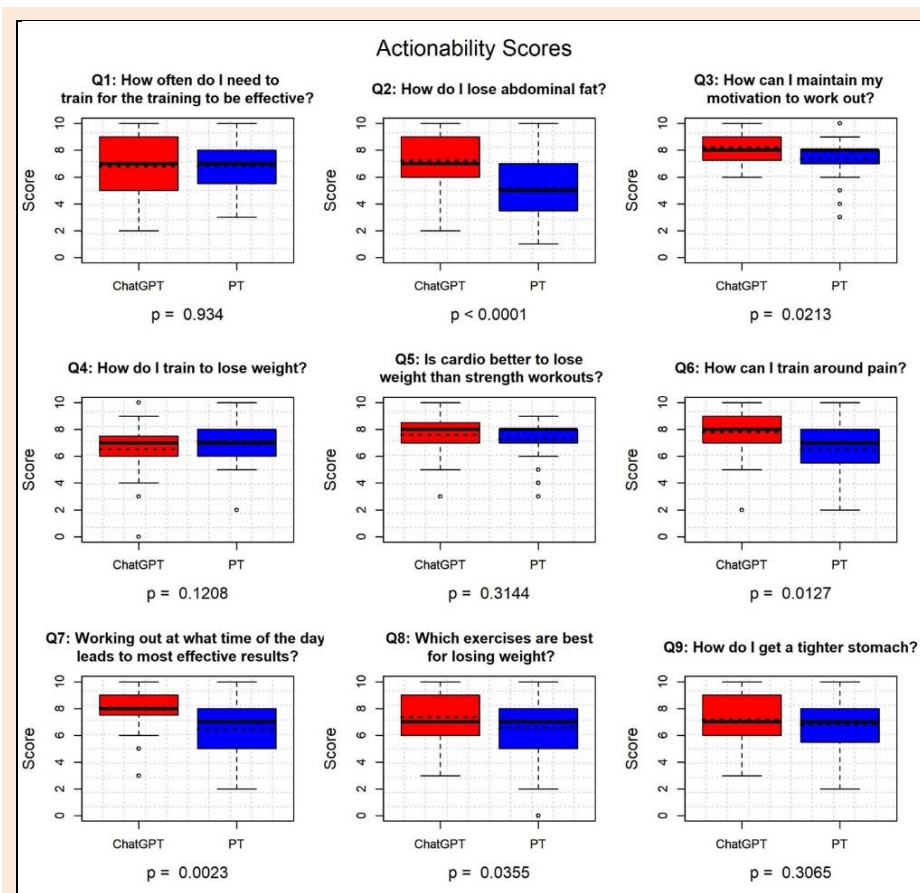 Actionability Scores
Q1: How often do I need to
train for the training to be effective?
Score
10
8
6
4
2
0
ChatGPT PT
p = 0.934
Q2: How do I lose abdominal fat?
Score
10
8
6
4
2
0
ChatGPT PT
p < 0.0001
Q3: How can I maintain my
motivation to work out?
Score
10
8
6
4
2
0
ChatGPT PT
p = 0.0213
Q4: How do I train to lose weight?
Score
10
8
6
4
2
0
ChatGPT PT
p = 0.1208
Q5: Is cardio better to lose
weight than strength workouts?
Score
10
8
6
4
2
0
ChatGPT PT
p = 0.3144
Q6: How can I train around pain?
Score
10
8
6
4
2
0
ChatGPT PT
p = 0.0127
Q7: Working out at what time of the day
leads to most effective results?
Score
10
8
6
4
2
0
ChatGPT PT
p = 0.0023
Q8: Which exercises are best
for losing weight?
Score
10
8
6
4
2
0
ChatGPT PT
p = 0.0355
Q9: How do I get a tighter stomach?
Score
10
8
6
4
2
0
ChatGPT PT
p = 0.3065